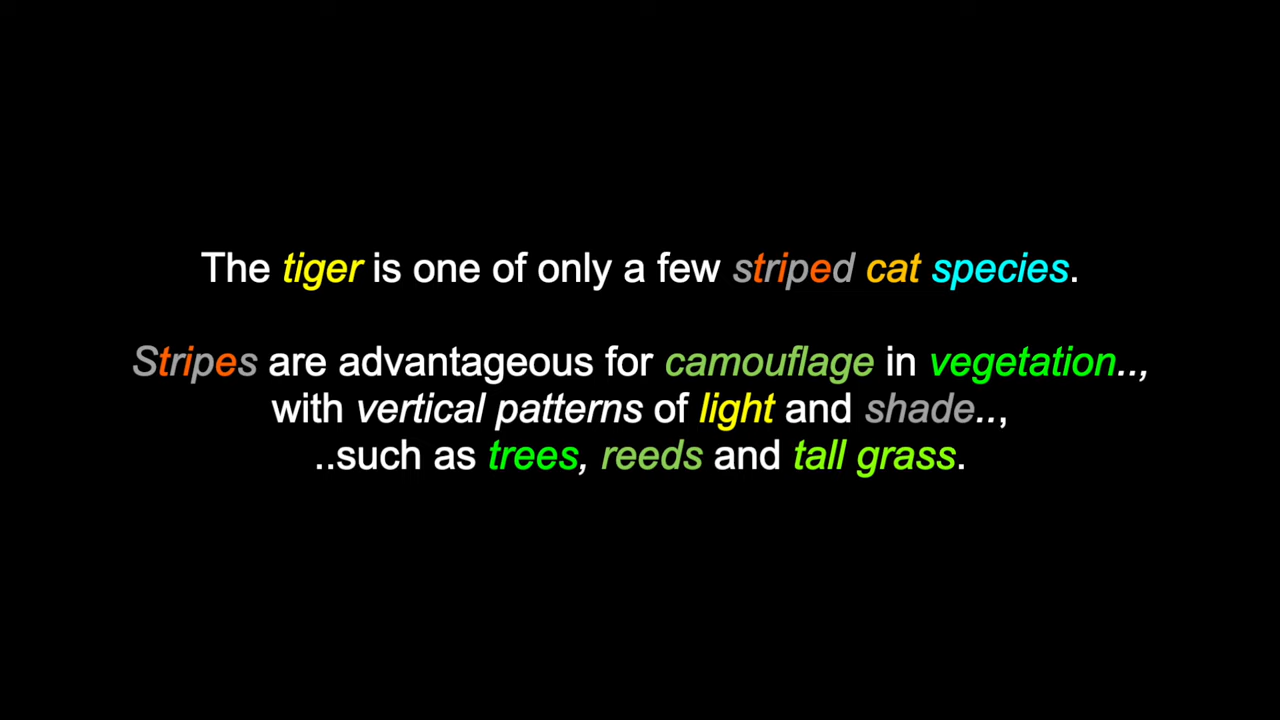 The tiger is one of only a few striped cat species.
Stripes are advantageous for camouflage in vegetation..,
with vertical patterns of light and shade..,
..such as trees, reeds and tall grass.